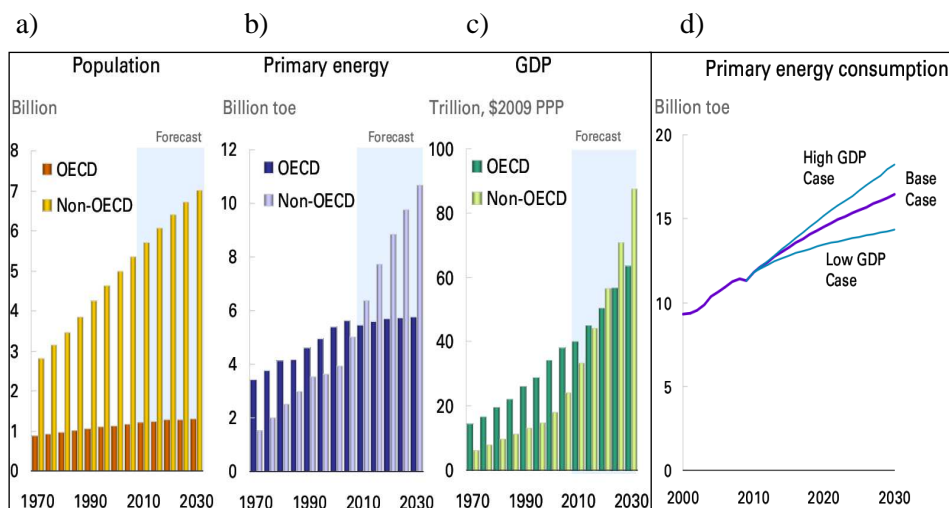 a)
Population
Billion
Forecast
8
7
6
5
4
3
2
1
0
OECD
Non-OECD
1970 1990 2010 2030
b)
Primary energy
Billion toe
Forecast
12
10
8
6
4
2
0
OECD
Non-OECD
1970 1990 2010 2030
c)
GDP
Trillion, $2009 PPP
Forecast
100
80
60
40
20
0
OECD
Non-OECD
1970 1990 2010 2030
d)
Primary energy consumption
Billion toe
20
15
10
5
0
High GDP
Case
Base
Case
Low GDP
Case
2000 2010 2020 2030